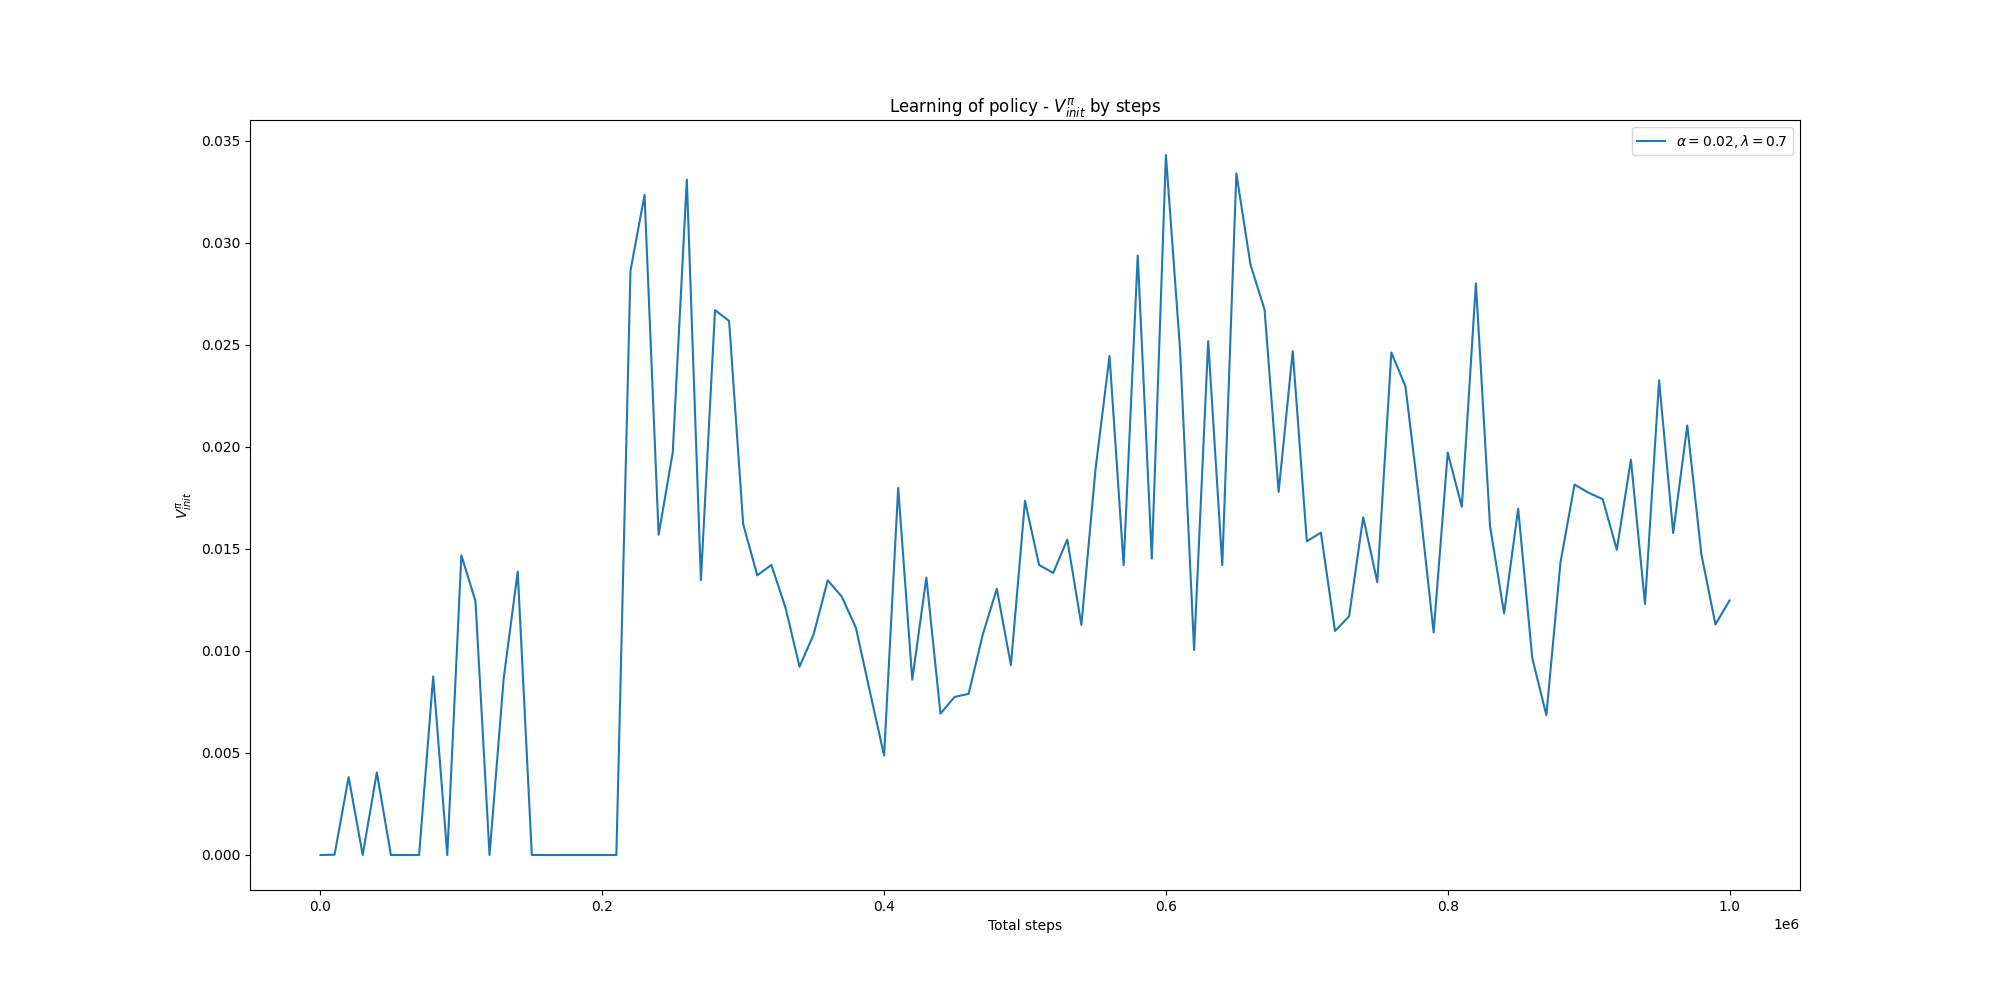 Learning of policy - $V^{\pi}_{init}$ by steps
α = 0.02, λ = 0.7
0.035
0.030
0.025
0.020
0.015
0.010
0.005
0.000
$V^{\pi}_{init}$
0.0 0.2 0.4 0.6 0.8 1.0
Total steps
1e6